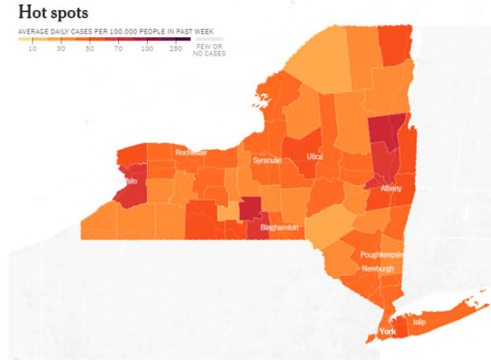 Hot spots
AVERAGE DAILY CASES PER 100,000 PEOPLE IN PAST WEEK
10 30 50 70 100 250 FEW OR
NO CASES
Rochester
Syracuse
Utica
alo
Albany
Binghamton
Poughkeepsie
Newburgh
York
Islip